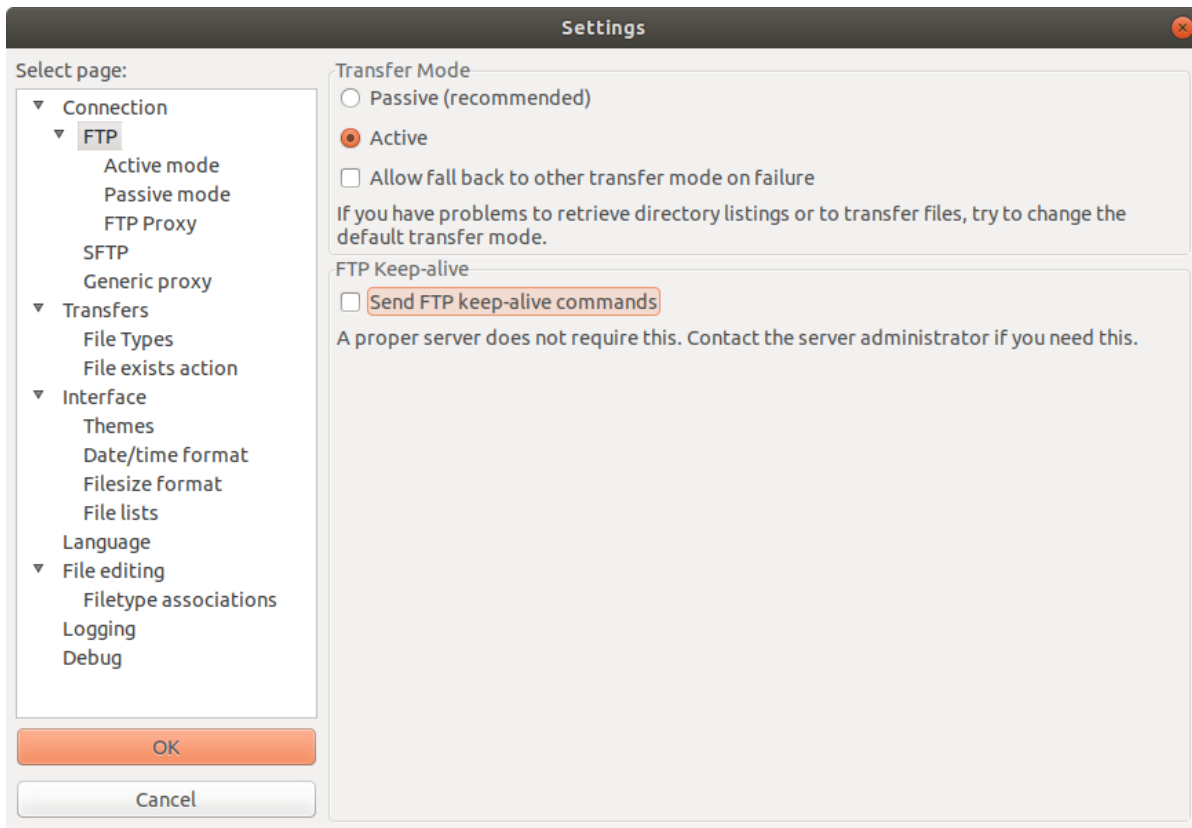 Settings
Select page:
Connection
FTP
Active mode
Passive mode
FTP Proxy
SFTP
Generic proxy
Transfers
File Types
File exists action
Interface
Themes
Date/time format
Filesize format
File lists
Language
File editing
Filetype associations
Logging
Debug
OK
Cancel
Transfer Mode
Passive (recommended)
Active
Allow fall back to other transfer mode on failure
If you have problems to retrieve directory listings or to transfer files, try to change the
default transfer mode.
FTP Keep-alive
Send FTP keep-alive commands
A proper server does not require this. Contact the server administrator if you need this.